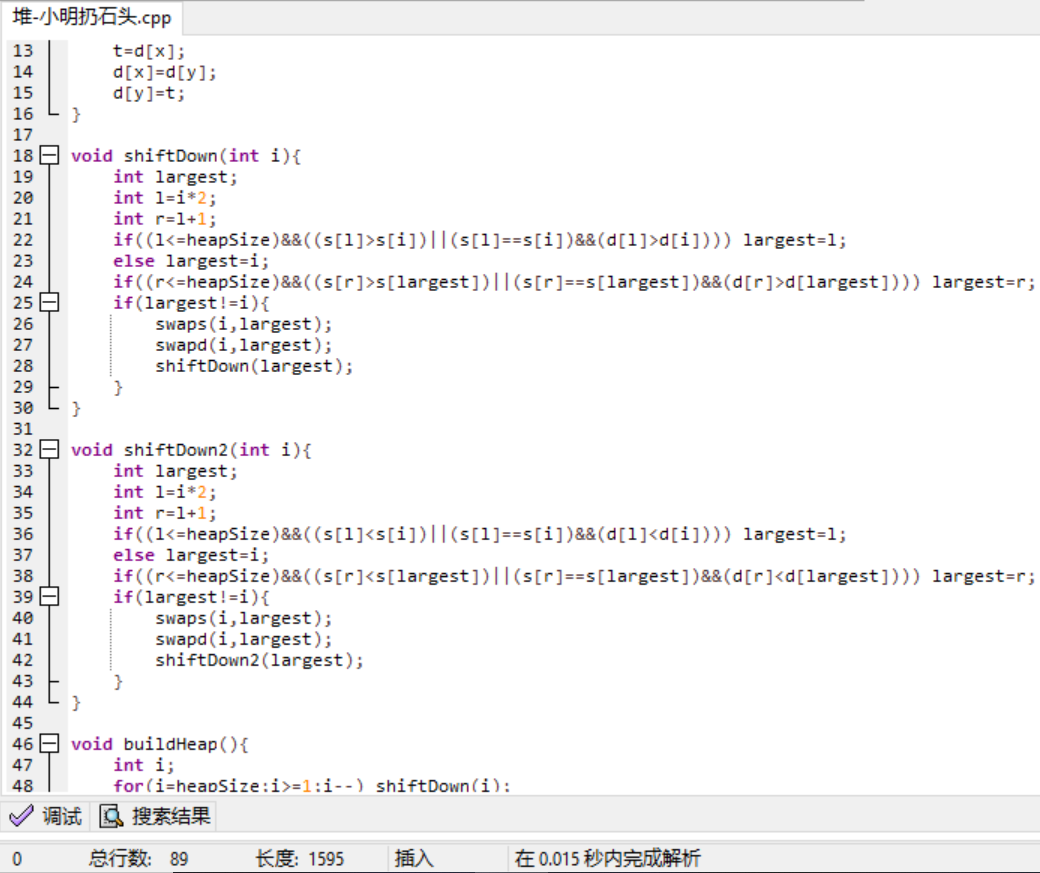 堆-小明扔石头.cpp
13 t=d[x];
14 d[x]=d[y];
15 d[y]=t;
16 }
17
18 void shiftDown(int i){
19 int largest;
20 int l=i*2;
21 int r=l+1;
22 if((l<=heapSize)&&((s[l]>s[i])||(s[l]==s[i])&&(d[l]>d[i]))) largest=l;
23 else largest=i;
24 if((r<=heapSize)&&((s[r]>s[largest])||(s[r]==s[largest])&&(d[r]>d[largest]))) largest=r;
25 if(largest!=i){
26 swaps(i,largest);
27 swapd(i,largest);
28 shiftDown(largest);
29 }
30 }
31
32 void shiftDown2(int i){
33 int largest;
34 int l=i*2;
35 int r=l+1;
36 if((l<=heapSize)&&((s[l]<s[i])||(s[l]==s[i])&&(d[l]<d[i]))) largest=l;
37 else largest=i;
38 if((r<=heapSize)&&((s[r]<s[largest])||(s[r]==s[largest])&&(d[r]<d[largest]))) largest=r;
39 if(largest!=i){
40 swaps(i,largest);
41 swapd(i,largest);
42 shiftDown2(largest);
43 }
44 }
45
46 void buildHeap(){
47 int i;
48 for(i=heapSize;i>=1;i--) shiftDown(i);
调试 搜索结果
0 总行数: 89 长度: 1595 插入 在 0.015 秒内完成解析